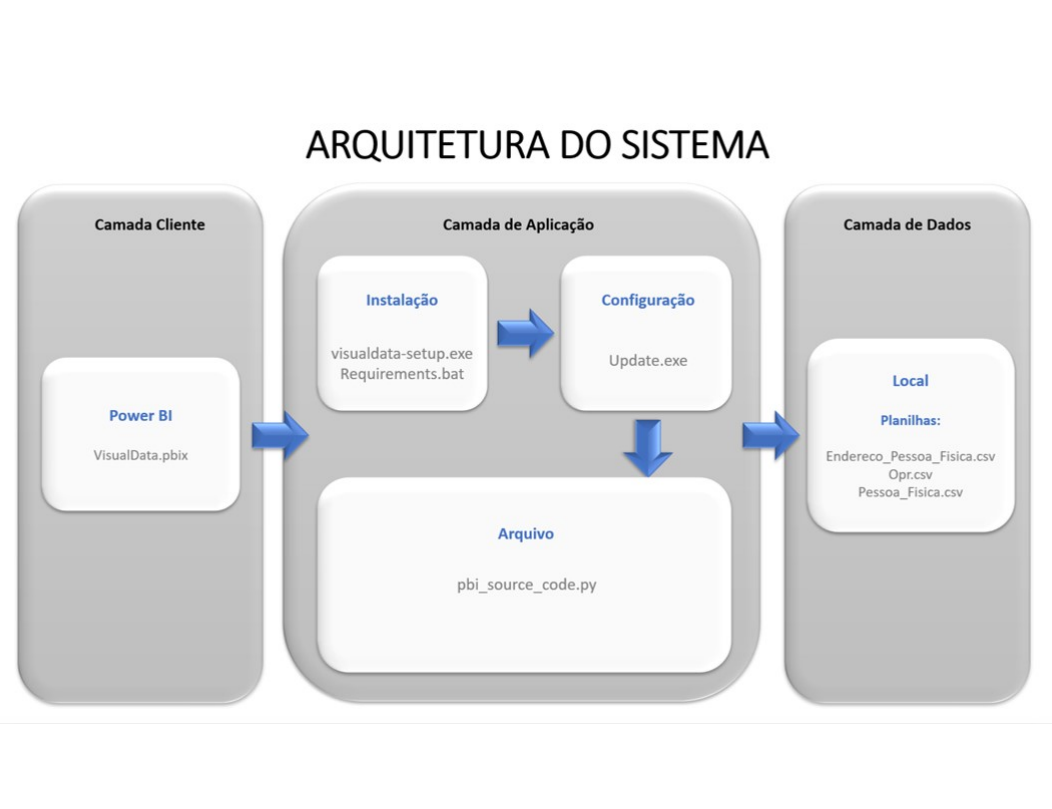 ARQUITETURA DO SISTEMA
Camada Cliente
Power BI
VisualData.pbix
Camada de Aplicação
Instalação
visualdata-setup.exe
Requirements.bat
Configuração
Update.exe
Arquivo
pbi_source_code.py
Camada de Dados
Local
Planilhas:
Endereco_Pessoa_Fisica.csv
Opr.csv
Pessoa_Fisica.csv